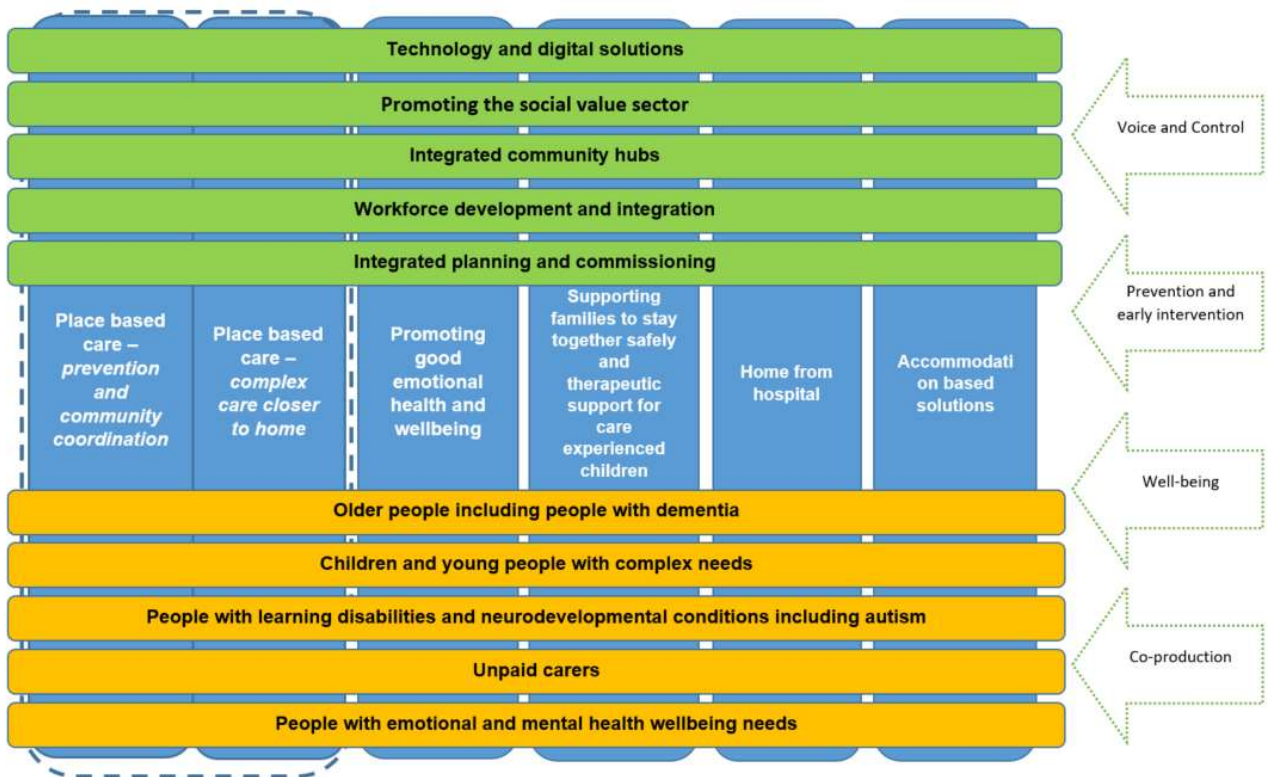 Technology and digital solutions
Promoting the social value sector
Integrated community hubs
Workforce development and integration
Integrated planning and commissioning
Place based
care –
prevention
and
community
coordination
Place based
care –
complex
care closer
to home
Promoting
good
emotional
health and
wellbeing
Supporting
families to stay
together safely
and
therapeutic
support for
care
experienced
children
Home from
hospital
Accommodati
on based
solutions
Older people including people with dementia
Children and young people with complex needs
People with learning disabilities and neurodevelopmental conditions including autism
Unpaid carers
People with emotional and mental health wellbeing needs
Voice and Control
Prevention and
early intervention
Well-being
Co-production